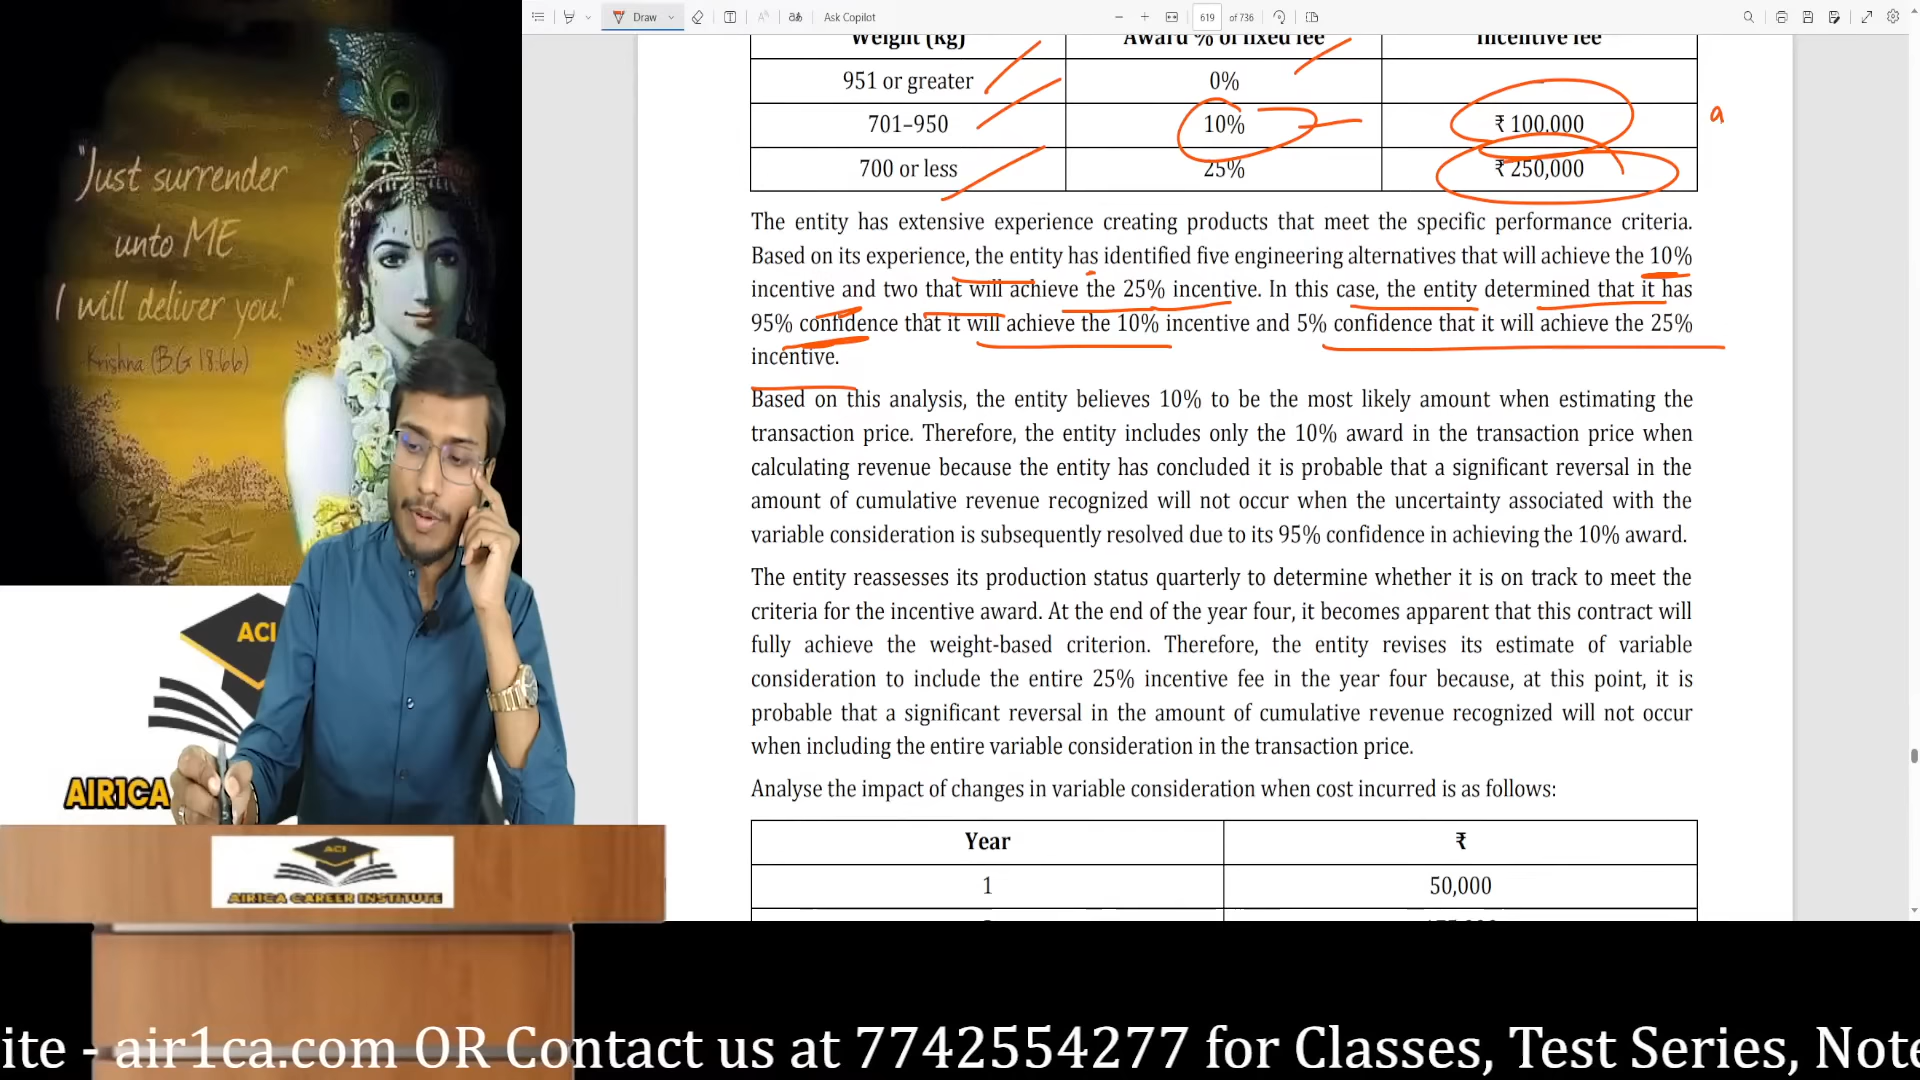 Draw
Ask Copilot
619 of 736
"Just surrender
unto ME
I will deliver you!"
- Krishna (B.G 18:66)
Weight (kg) Award % of fixed fee Incentive fee
951 or greater 0%
701–950 10% ₹ 100,000
700 or less 25% ₹ 250,000
a
The entity has extensive experience creating products that meet the specific performance criteria.
Based on its experience, the entity has identified five engineering alternatives that will achieve the 10%
incentive and two that will achieve the 25% incentive. In this case, the entity determined that it has
95% confidence that it will achieve the 10% incentive and 5% confidence that it will achieve the 25%
incentive.
Based on this analysis, the entity believes 10% to be the most likely amount when estimating the
transaction price. Therefore, the entity includes only the 10% award in the transaction price when
calculating revenue because the entity has concluded it is probable that a significant reversal in the
amount of cumulative revenue recognized will not occur when the uncertainty associated with the
variable consideration is subsequently resolved due to its 95% confidence in achieving the 10% award.
The entity reassesses its production status quarterly to determine whether it is on track to meet the
criteria for the incentive award. At the end of the year four, it becomes apparent that this contract will
fully achieve the weight-based criterion. Therefore, the entity revises its estimate of variable
consideration to include the entire 25% incentive fee in the year four because, at this point, it is
probable that a significant reversal in the amount of cumulative revenue recognized will not occur
when including the entire variable consideration in the transaction price.
Analyse the impact of changes in variable consideration when cost incurred is as follows:
Year ₹
1 50,000
ACI
AIR1CA
ACI
AIR1CA CAREER INSTITUTE
ite - air1ca.com OR Contact us at 7742554277 for Classes, Test Series, Note